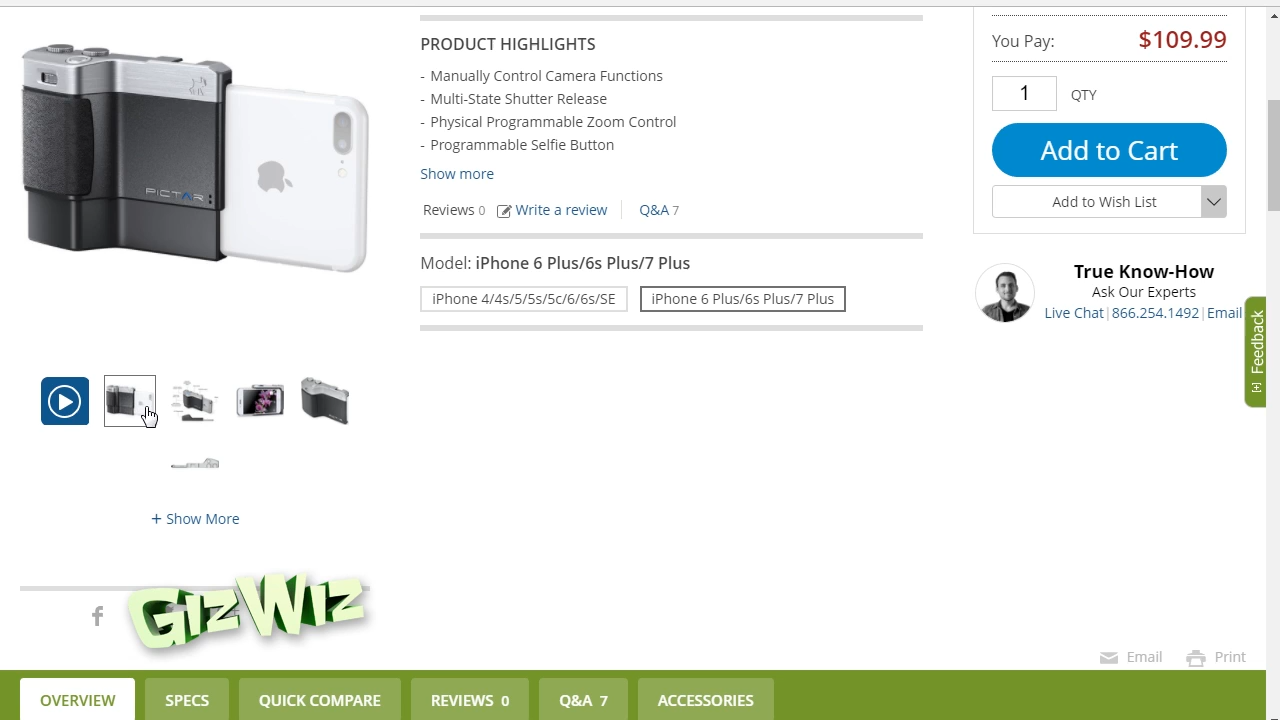 PICTAR
PRODUCT HIGHLIGHTS
- Manually Control Camera Functions
- Multi-State Shutter Release
- Physical Programmable Zoom Control
- Programmable Selfie Button
Show more
Reviews 0 Write a review Q&A 7
Model: iPhone 6 Plus/6s Plus/7 Plus
iPhone 4/4s/5/5s/5c/6/6s/SE iPhone 6 Plus/6s Plus/7 Plus
You Pay: $109.99
1 QTY
Add to Cart
Add to Wish List
True Know-How
Ask Our Experts
Live Chat|866.254.1492|Email
[+] Feedback
+ Show More
f
GIZWIZ
Email Print
OVERVIEW SPECS QUICK COMPARE REVIEWS 0 Q&A 7 ACCESSORIES